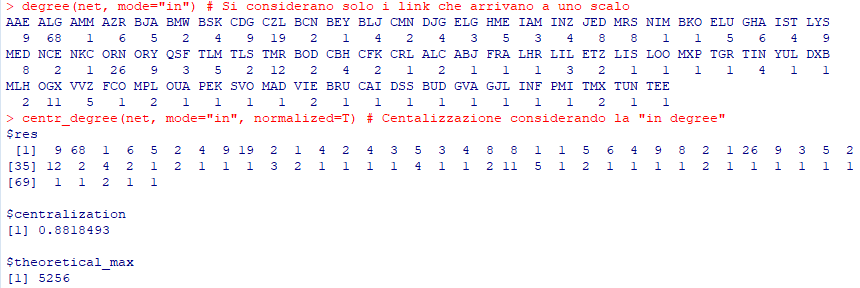 > degree(net, mode="in") # Si considerano solo i link che arrivano a uno scalo
AAE ALG AMM AZR BJA BMW BSK CDG CZL BCN BEY BLJ CMN DJG ELG HME IAM INZ JED MRS NIM BKO ELU GHA IST LYS
9 68 1 6 5 2 4 9 19 2 1 4 2 4 3 5 3 4 8 8 1 1 5 6 4 9
MED NCE NKC ORN ORY QSF TLM TLS TMR BOD CBH CFK CRL ALC ABJ FRA LHR LIL ETZ LIS LOO MXP TGR TIN YUL DXB
8 2 1 26 9 3 5 2 12 2 4 2 1 2 1 1 1 3 2 1 1 1 1 4 1 1
MLH OGX VVZ FCO MPL OUA PEK SVO MAD VIE BRU CAI DSS BUD GVA GJL INF PMI TMX TUN TEE
2 11 5 1 2 1 1 1 1 2 1 1 1 1 1 1 1 1 2 1 1
> centr_degree(net, mode="in", normalized=T) # Centalizzazione considerando la "in degree"
$res
[1] 9 68 1 6 5 2 4 9 19 2 1 4 2 4 3 5 3 4 8 8 1 1 5 6 4 9 8 2 1 26 9 3 5 2
[35] 12 2 4 2 1 2 1 1 1 3 2 1 1 1 1 4 1 1 2 11 5 1 2 1 1 1 1 2 1 1 1 1 1 1
[69] 1 1 2 1 1
$centralization
[1] 0.8818493
$theoretical_max
[1] 5256